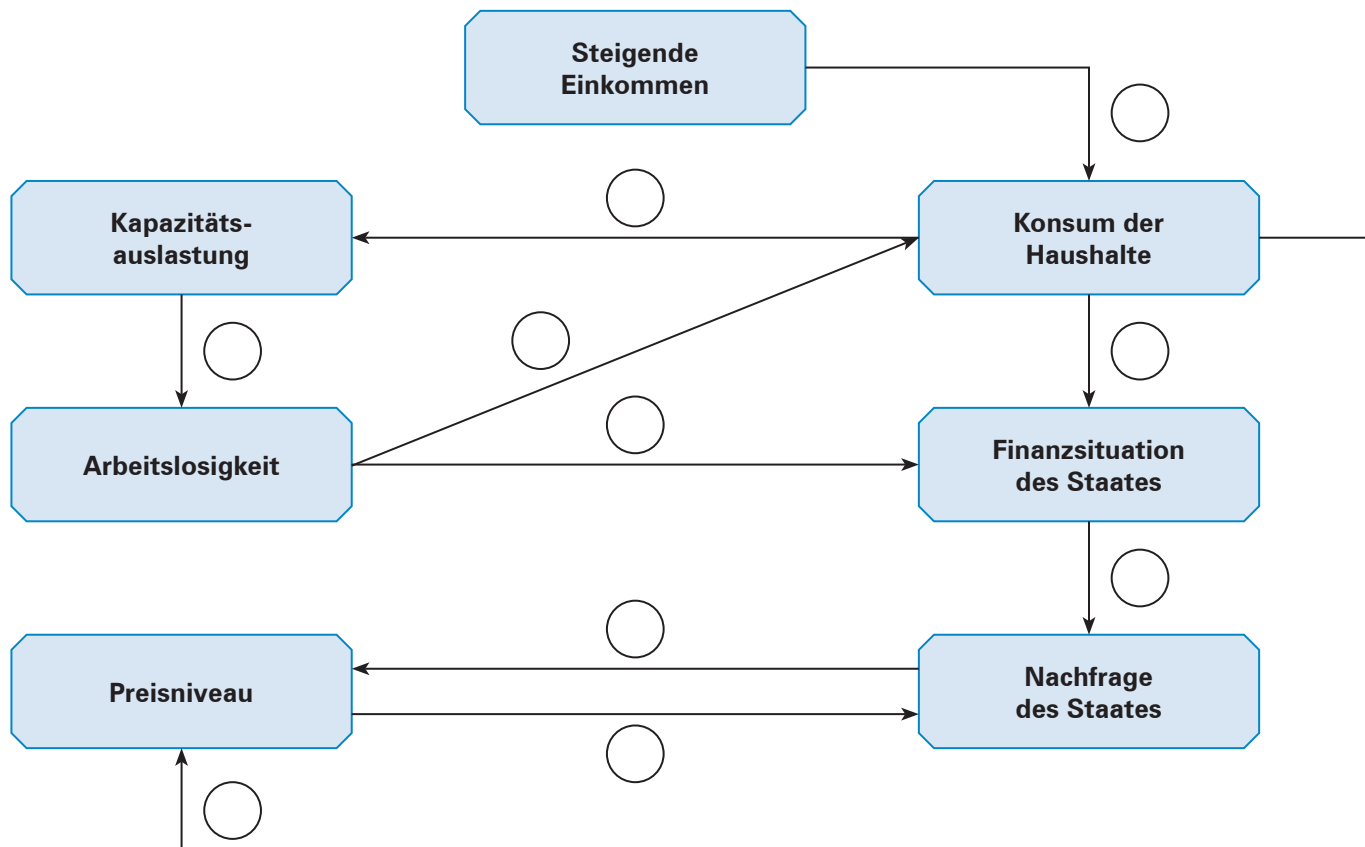 Steigende
Einkommen
Kapazitäts-
auslastung
Konsum der
Haushalte
Arbeitslosigkeit
Finanzsituation
des Staates
Preisniveau
Nachfrage
des Staates